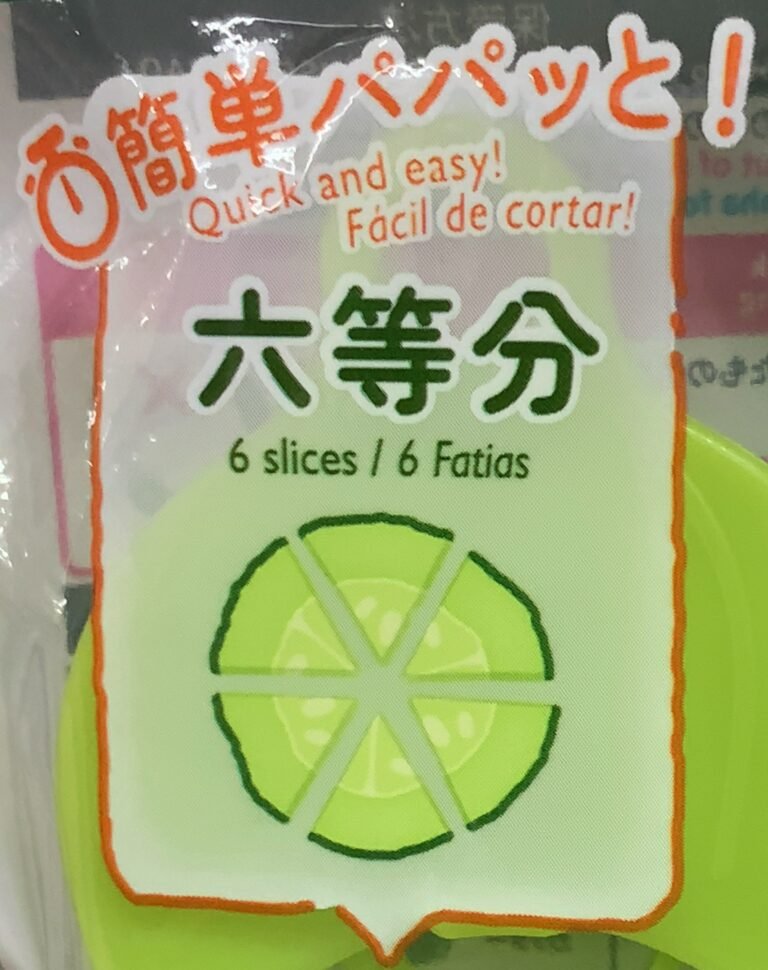 簡単パパッと!
Quick and easy!
Fácil de cortar!
六等分
6 slices / 6 Fatias